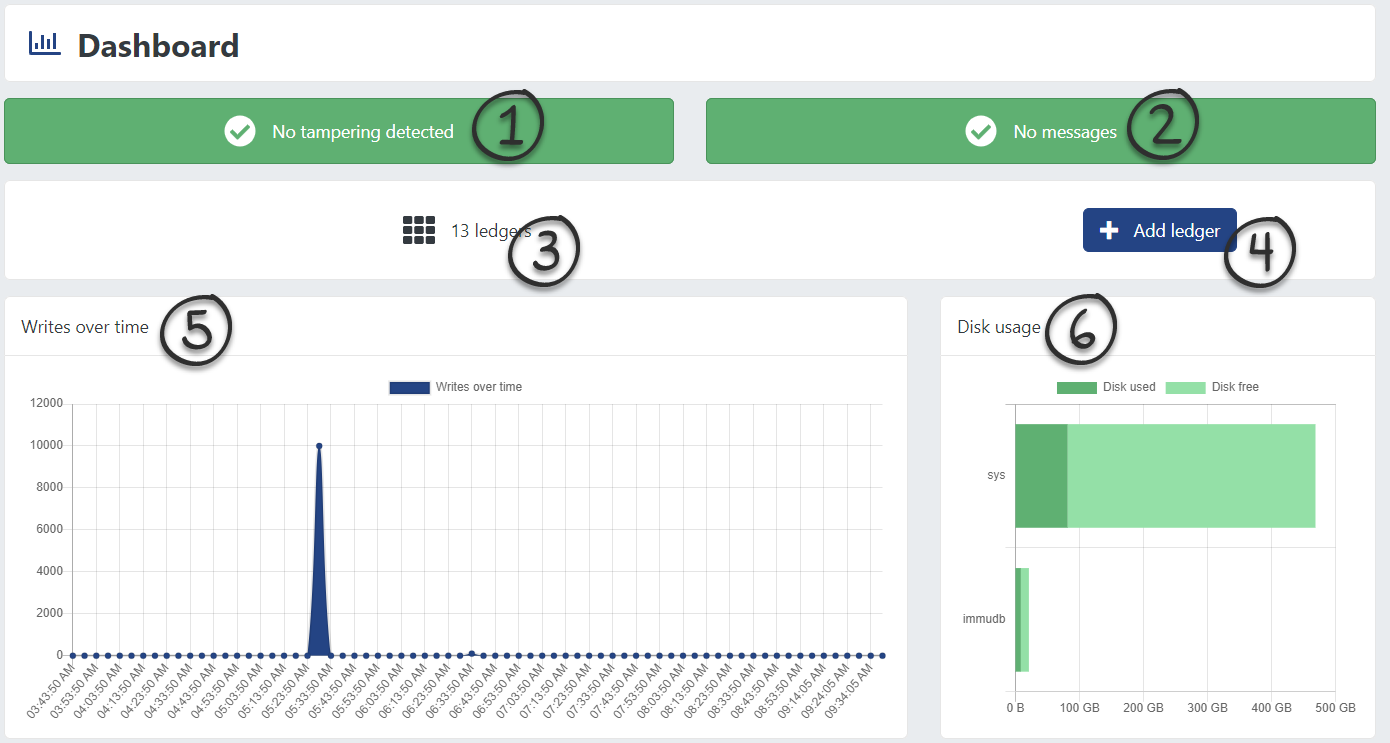 Dashboard
No tampering detected 1
No messages 2
13 ledgers 3
Add ledger 4
Writes over time 5
Writes over time
12000
10000
8000
6000
4000
2000
0
03:43:50 AM
03:53:50 AM
04:03:50 AM
04:13:50 AM
04:23:50 AM
04:33:50 AM
04:43:50 AM
04:53:50 AM
05:03:50 AM
05:13:50 AM
05:23:50 AM
05:33:50 AM
05:43:50 AM
05:53:50 AM
06:03:50 AM
06:13:50 AM
06:23:50 AM
06:33:50 AM
06:43:50 AM
06:53:50 AM
07:03:50 AM
07:13:50 AM
07:23:50 AM
07:33:50 AM
07:43:50 AM
07:53:50 AM
08:03:50 AM
08:13:50 AM
08:23:50 AM
08:33:50 AM
08:43:50 AM
08:53:50 AM
09:14:05 AM
09:24:05 AM
09:34:05 AM
Disk usage 6
Disk used Disk free
sys
immudb
0 B 100 GB 200 GB 300 GB 400 GB 500 GB